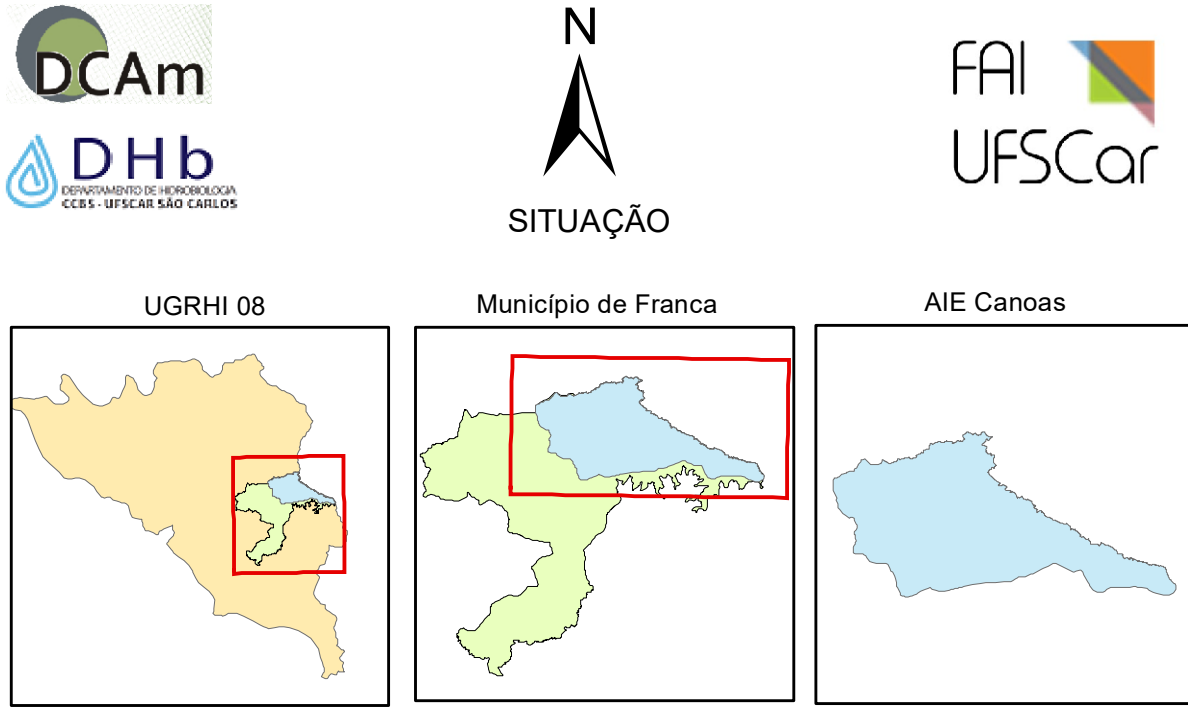 DCAm
DHb
DEPARTAMENTO DE HIDROBIOLOGIA
CCBS - UFSCAR SÃO CARLOS
N
SITUAÇÃO
FAI
UFSCar
UGRHI 08
Município de Franca
AIE Canoas